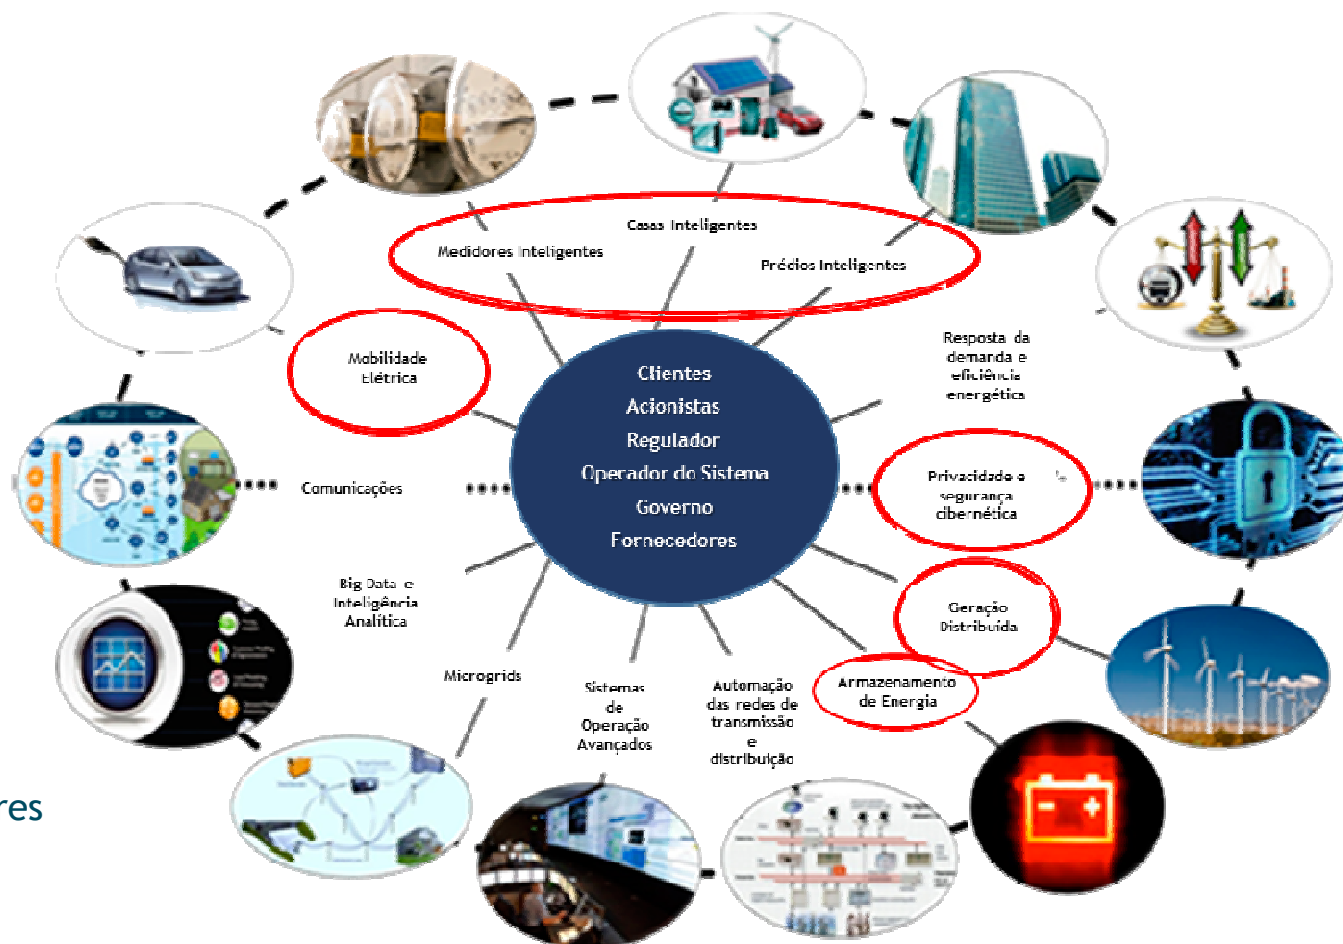 Casas Inteligentes
Medidores Inteligentes
Prédios Inteligentes
Mobilidade
Elétrica
Resposta da
demanda e
eficiência
energética
Clientes
Acionistas
Regulador
Operador do Sistema
Governo
Fornecedores
Comunicações
Privacidade e
segurança
cibernética
Big Data e
Inteligência
Analítica
Geração
Distribuída
Microgrids
Sistemas
de
Operação
Avançados
Automação
das redes de
transmissão
e
distribuição
Armazenamento
de Energia
res